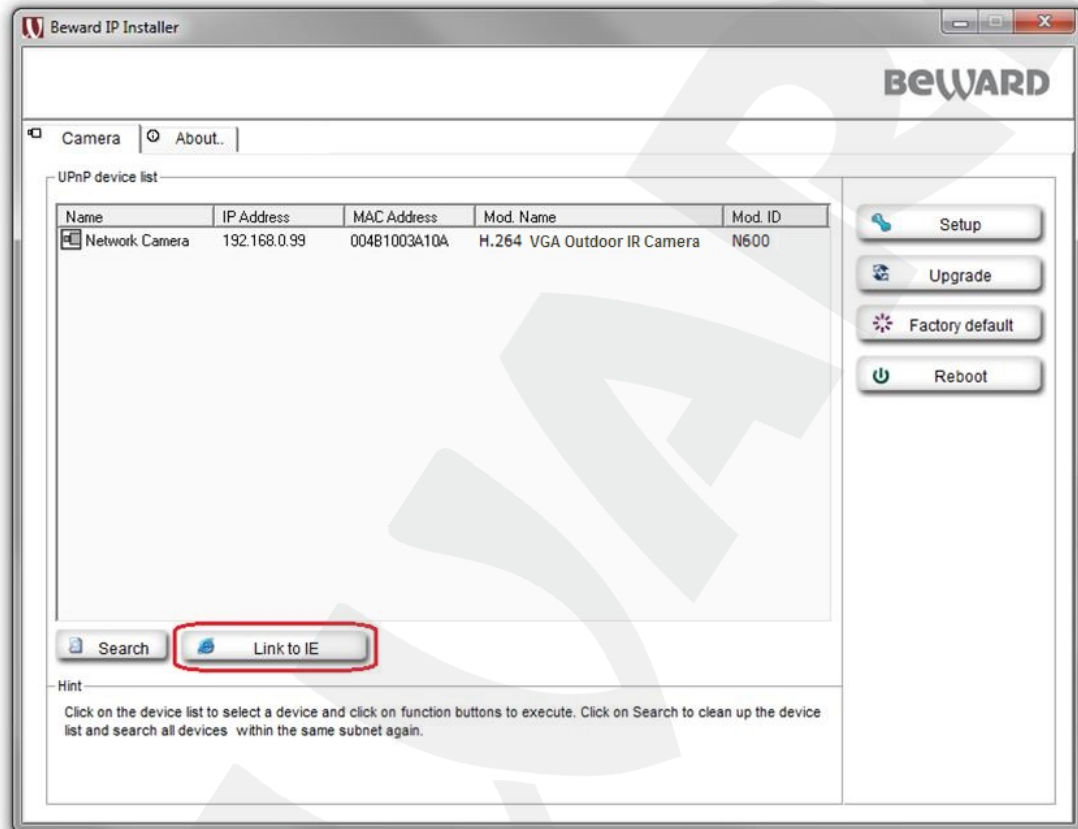 Beward IP Installer
BEWARD
Camera
About..
UPnP device list
Name IP Address MAC Address Mod. Name Mod. ID
Network Camera 192.168.0.99 004B1003A10A H.264 VGA Outdoor IR Camera N600
Setup
Upgrade
Factory default
Reboot
Search
Link to IE
Hint
Click on the device list to select a device and click on function buttons to execute. Click on Search to clean up the device
list and search all devices within the same subnet again.